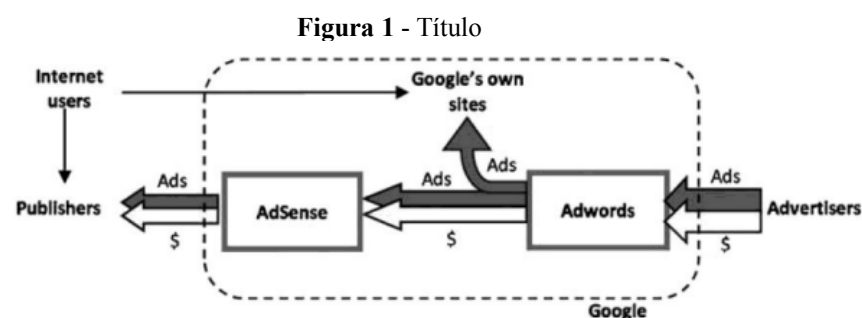 Figura 1 - Título
Internet
users
Google's own
sites
Ads
Ads
Ads
Ads
Publishers
AdSense
Adwords
Advertisers
$
$
$
Google